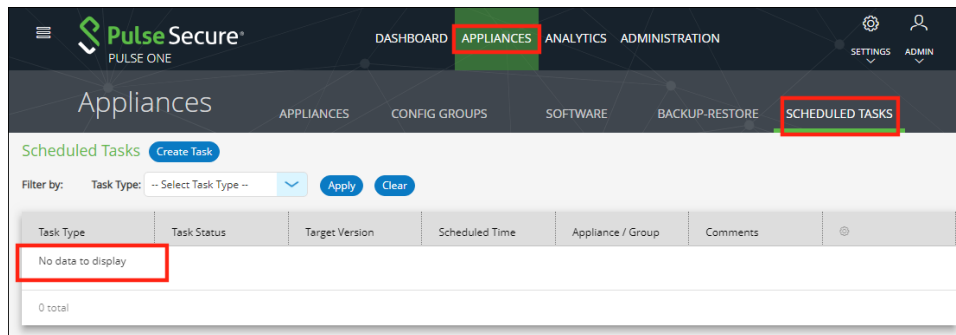 Pulse Secure®
PULSE ONE
DASHBOARD APPLIANCES ANALYTICS ADMINISTRATION
SETTINGS ADMIN
Appliances
APPLIANCES CONFIG GROUPS SOFTWARE BACKUP-RESTORE SCHEDULED TASKS
Scheduled Tasks Create Task
Filter by: Task Type: -- Select Task Type -- Apply Clear
Task Type Task Status Target Version Scheduled Time Appliance / Group Comments
No data to display
0 total